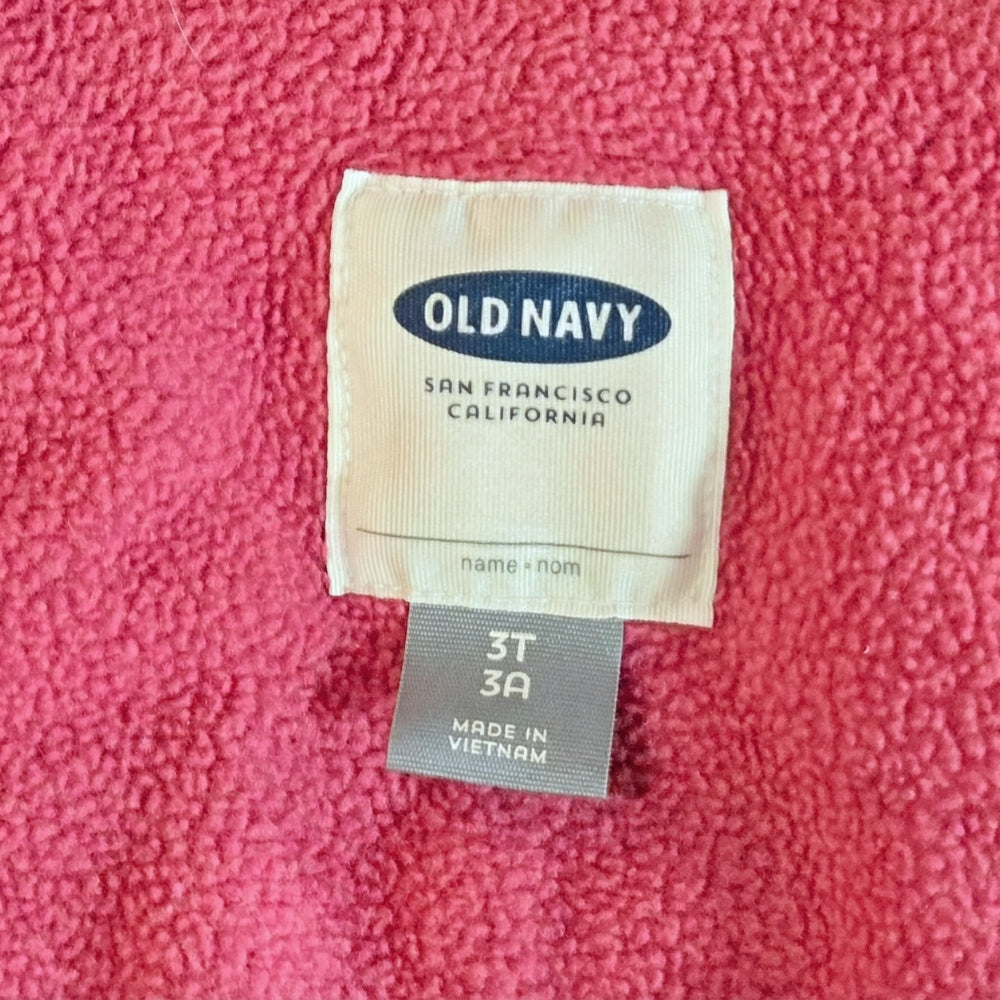 OLD NAVY
SAN FRANCISCO
CALIFORNIA
name • nom
3T
3A
MADE IN
VIETNAM